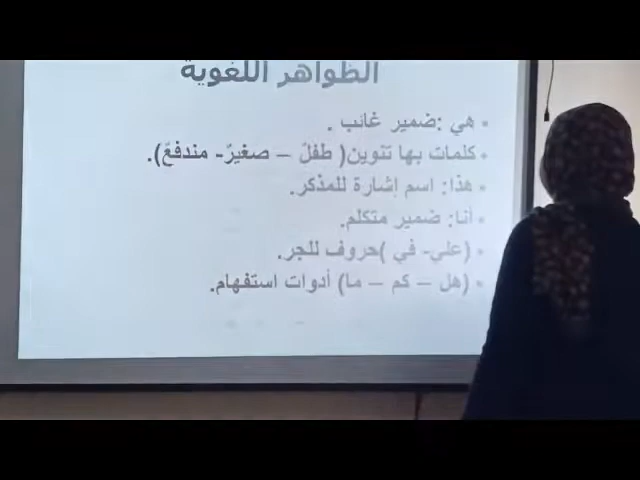 الظواهر اللغوية
هي :ضمير غائب .
كلمات بها تنوين( طفلٌ – صغيرٌ- مندفعٌ).
هذا: اسم إشارة للمذكر.
أنا: ضمير متكلم.
(علي- في )حروف للجر.
(هل – كم – ما) أدوات استفهام.